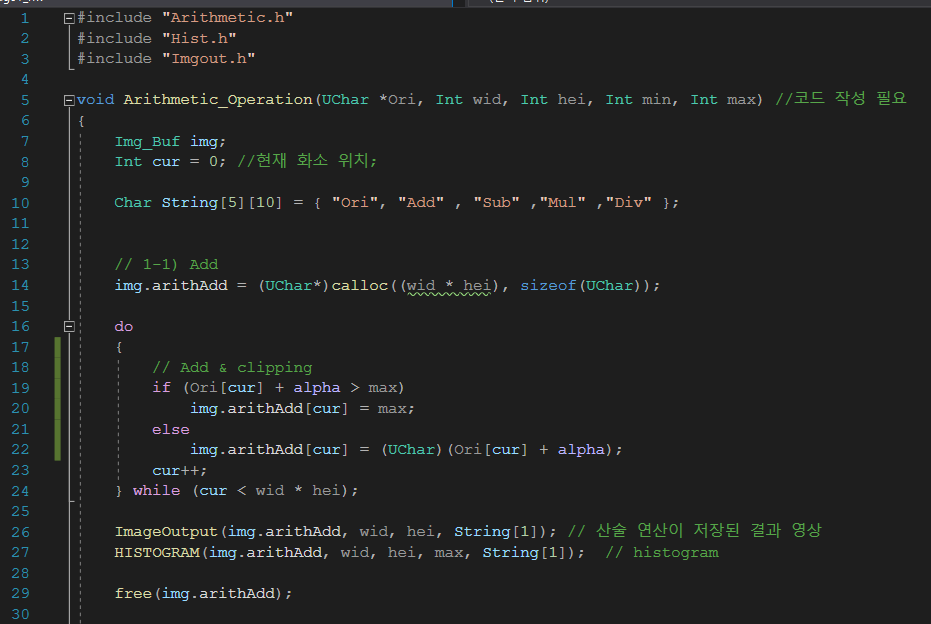 1 #include "Arithmetic.h"
2 #include "Hist.h"
3 #include "Imgout.h"
4
5 void Arithmetic_Operation(UChar *Ori, Int wid, Int hei, Int min, Int max) //코드 작성 필요
6 {
7 Img_Buf img;
8 Int cur = 0; //현재 화소 위치;
9
10 Char String[5][10] = { "Ori", "Add" , "Sub" ,"Mul" ,"Div" };
11
12
13 // 1-1) Add
14 img.arithAdd = (UChar*)calloc((wid * hei), sizeof(UChar));
15
16 do
17 {
18 // Add & clipping
19 if (Ori[cur] + alpha > max)
20 img.arithAdd[cur] = max;
21 else
22 img.arithAdd[cur] = (UChar)(Ori[cur] + alpha);
23 cur++;
24 } while (cur < wid * hei);
25
26 ImageOutput(img.arithAdd, wid, hei, String[1]); // 산술 연산이 저장된 결과 영상
27 HISTOGRAM(img.arithAdd, wid, hei, max, String[1]); // histogram
28
29 free(img.arithAdd);
30